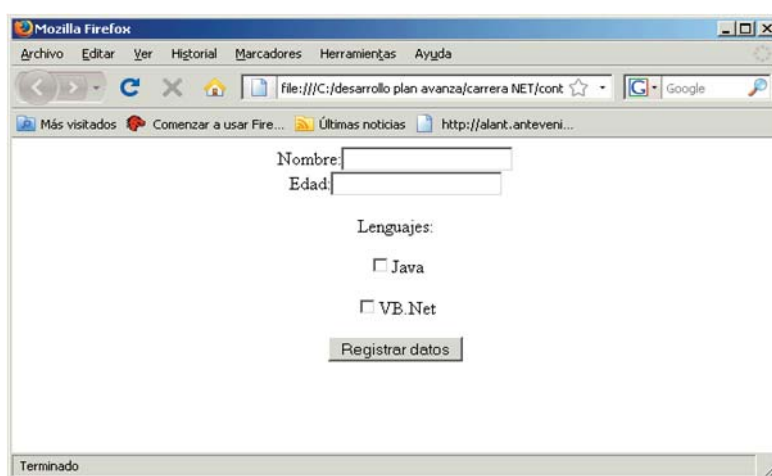 Mozilla Firefox
Archivo Editar Ver Historial Marcadores Herramientas Ayuda
file:///C:/desarrollo plan avanza/carrera NET/cont
G Google
Más visitados Comenzar a usar Fire... Últimas noticias http://alant.anteveni...
Nombre:
Edad:
Lenguajes:
Java
VB.Net
Registrar datos
Terminado